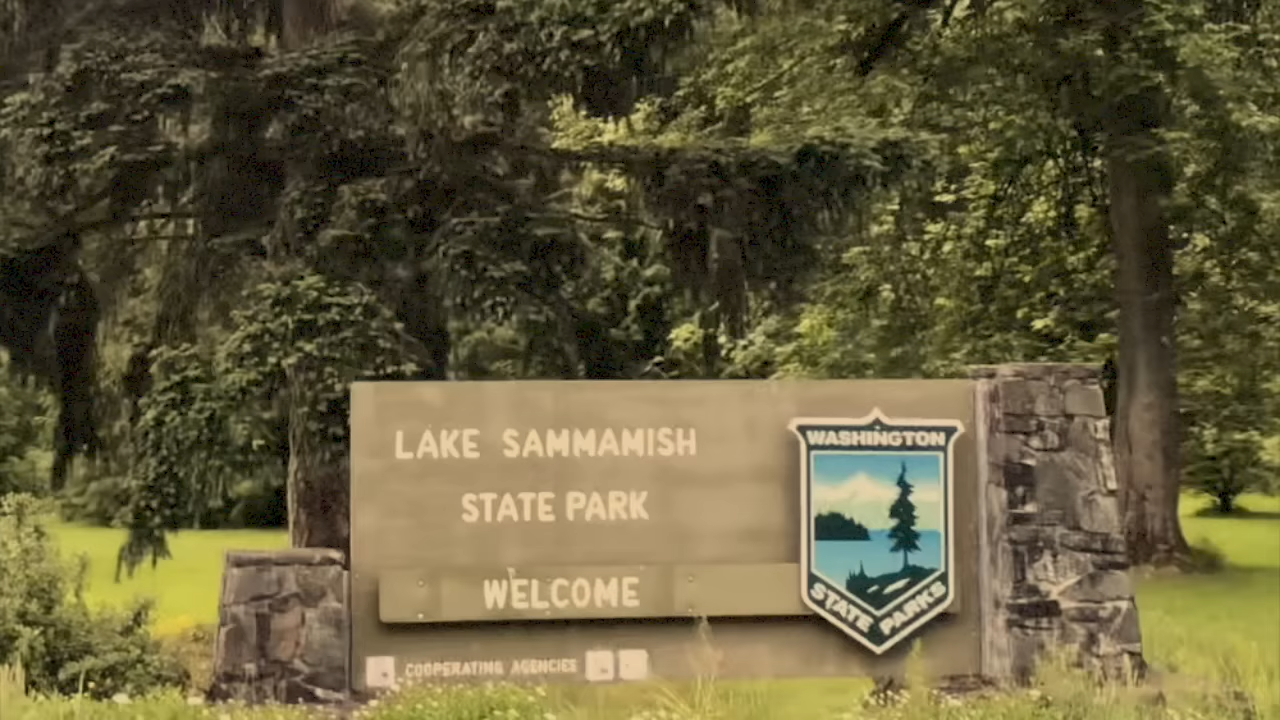 LAKE SAMMAMISH
STATE PARK
WELCOME
COOPERATING AGENCIES
WASHINGTON
STATE PARKS